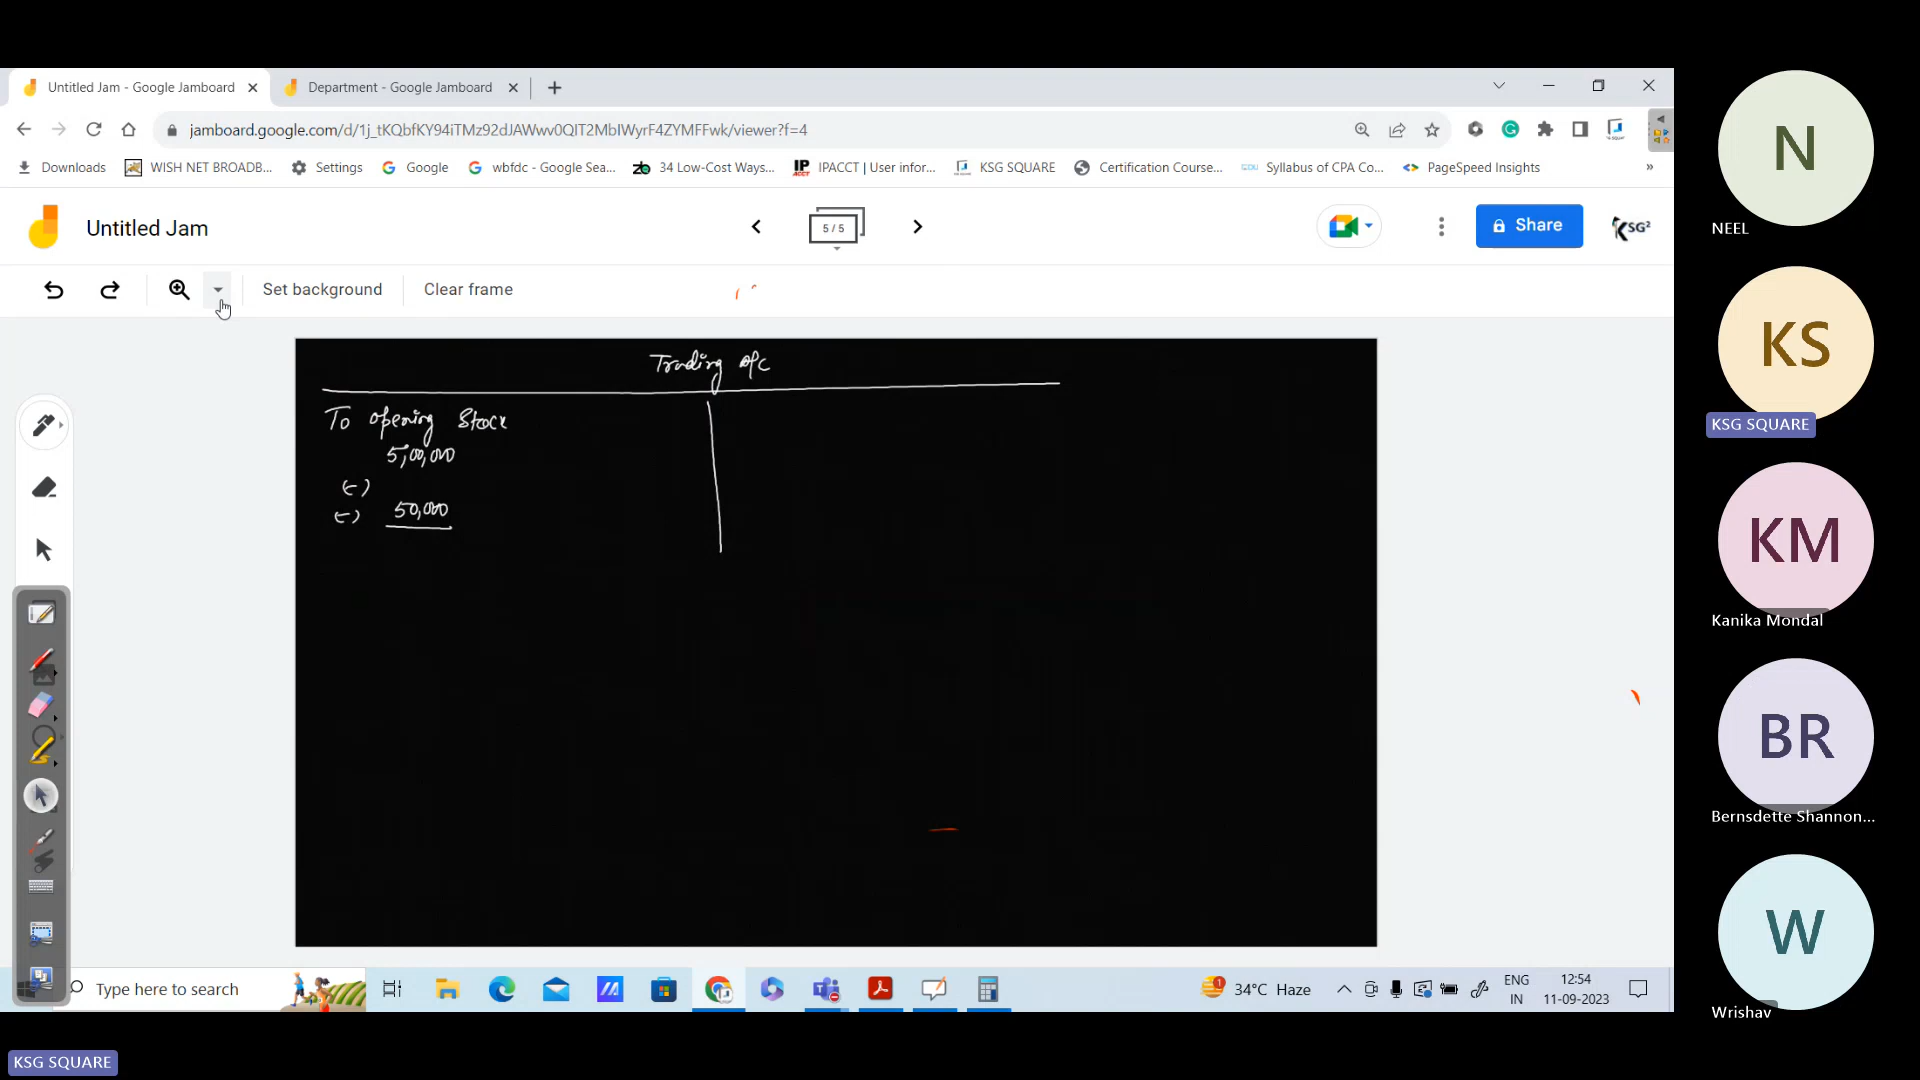 Untitled Jam - Google Jamboard
Department - Google Jamboard
jamboard.google.com/d/1j_tKQbfKY94iTMz92dJAWwv0QlT2MbIWyrF4ZYMFFwk/viewer?f=4
Downloads
WISH NET BROADB...
Settings
Google
wbfdc - Google Sea...
34 Low-Cost Ways...
IPACCT | User infor...
KSG SQUARE
Certification Course...
Syllabus of CPA Co...
PageSpeed Insights
»
Untitled Jam
5 / 5
Share
KSG²
Set background
Clear frame
Trading A/C
To opening Stock
5,00,000
(-)
(-) 50,000
N
NEEL
KS
KSG SQUARE
KM
Kanika Mondal
BR
Bernsdette Shannon...
W
Wrishav
Type here to search
34°C Haze
ENG
IN
12:54
11-09-2023
KSG SQUARE